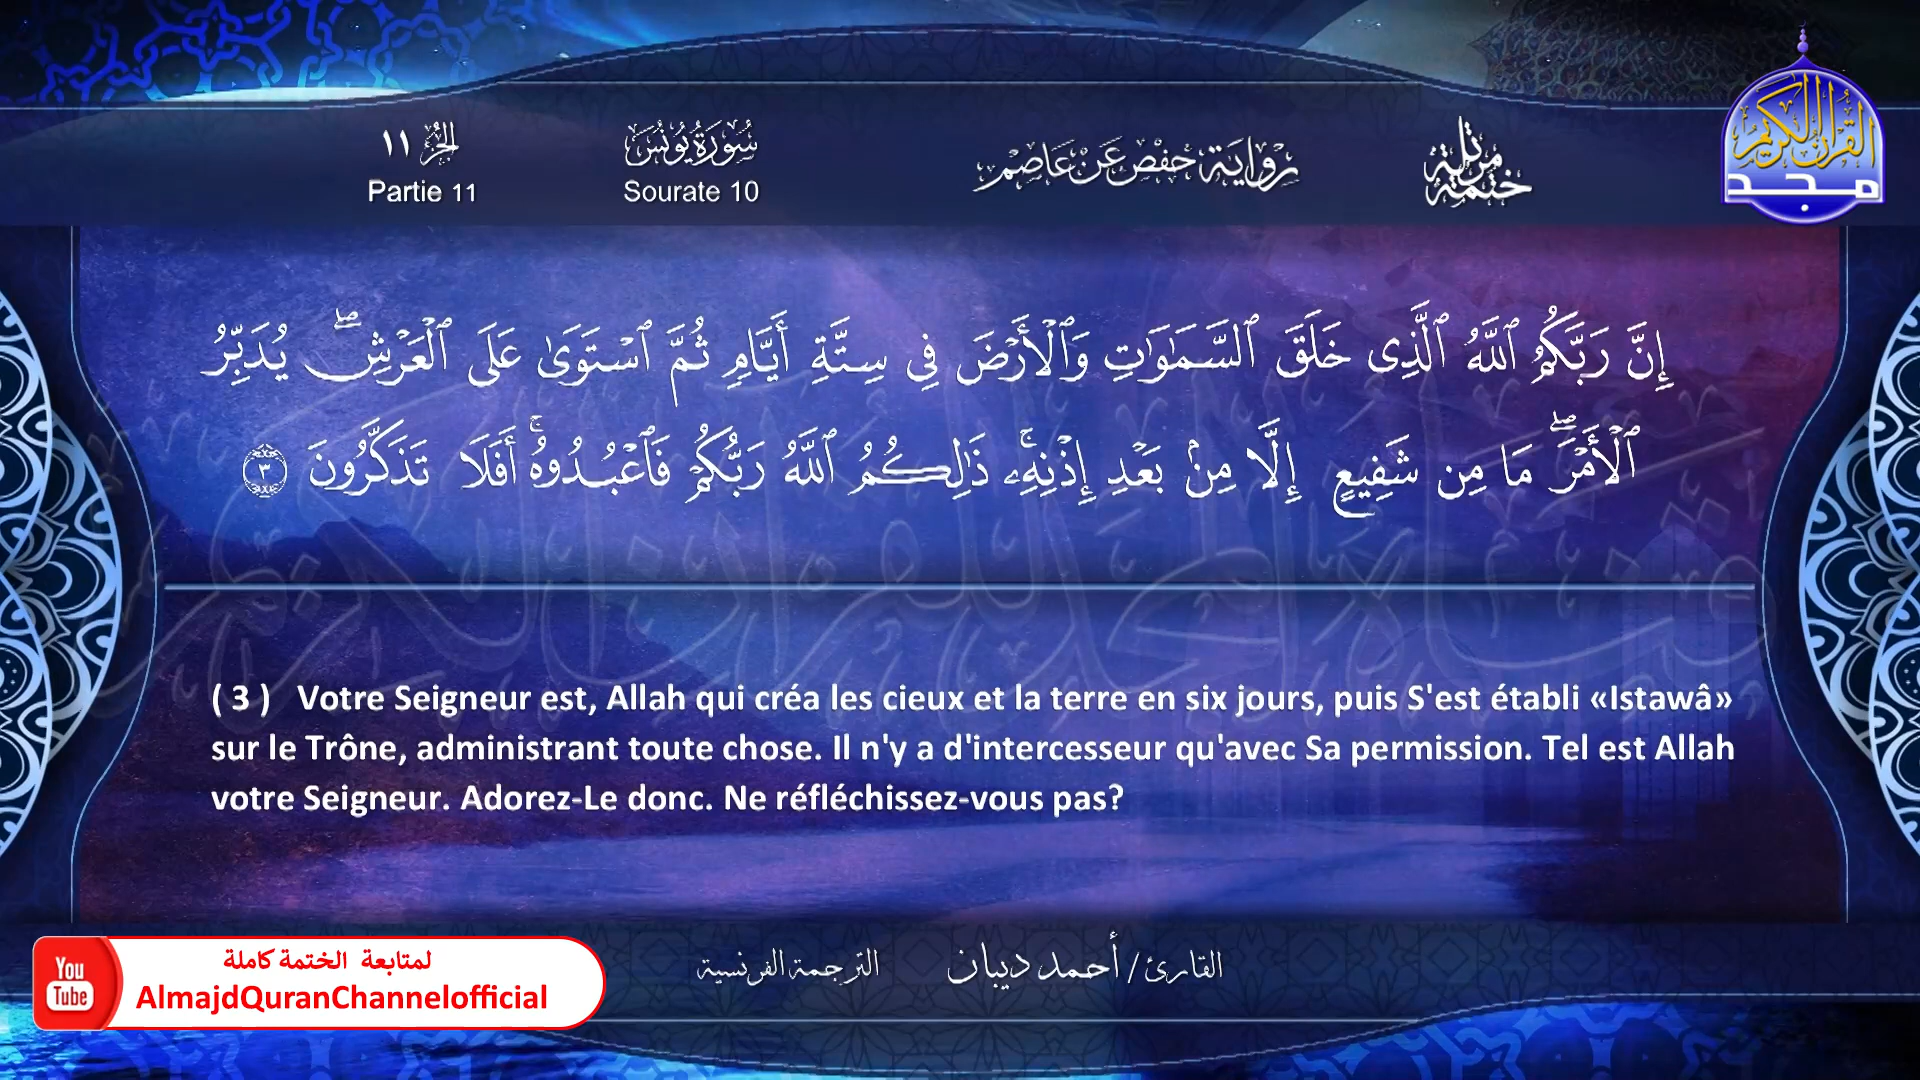 القرآن الكريم
مجد
ختمة مرتلة
رواية حفص عن عاصم
سورة يونس
الجزء ١١
Sourate 10
Partie 11
إِنَّ رَبَّكُمُ ٱللَّهُ ٱلَّذِى خَلَقَ ٱلسَّمَـٰوَٰتِ وَٱلْأَرْضَ فِى سِتَّةِ أَيَّامٍ ثُمَّ ٱسْتَوَىٰ عَلَى ٱلْعَرْشِ ۖ يُدَبِّرُ
ٱلْأَمْرَ ۖ مَا مِن شَفِيعٍ إِلَّا مِنۢ بَعْدِ إِذْنِهِۦ ۚ ذَٰلِكُمُ ٱللَّهُ رَبُّكُمْ فَٱعْبُدُوهُ ۚ أَفَلَا تَذَكَّرُونَ ٣
( 3 ) Votre Seigneur est, Allah qui créa les cieux et la terre en six jours, puis S'est établi «Istawâ»
sur le Trône, administrant toute chose. Il n'y a d'intercesseur qu'avec Sa permission. Tel est Allah
votre Seigneur. Adorez-Le donc. Ne réfléchissez-vous pas?
القارئ / أحمد ديبان
الترجمة الفرنسية
You
Tube
لمتابعة الختمة كاملة
AlmajdQuranChannelofficial